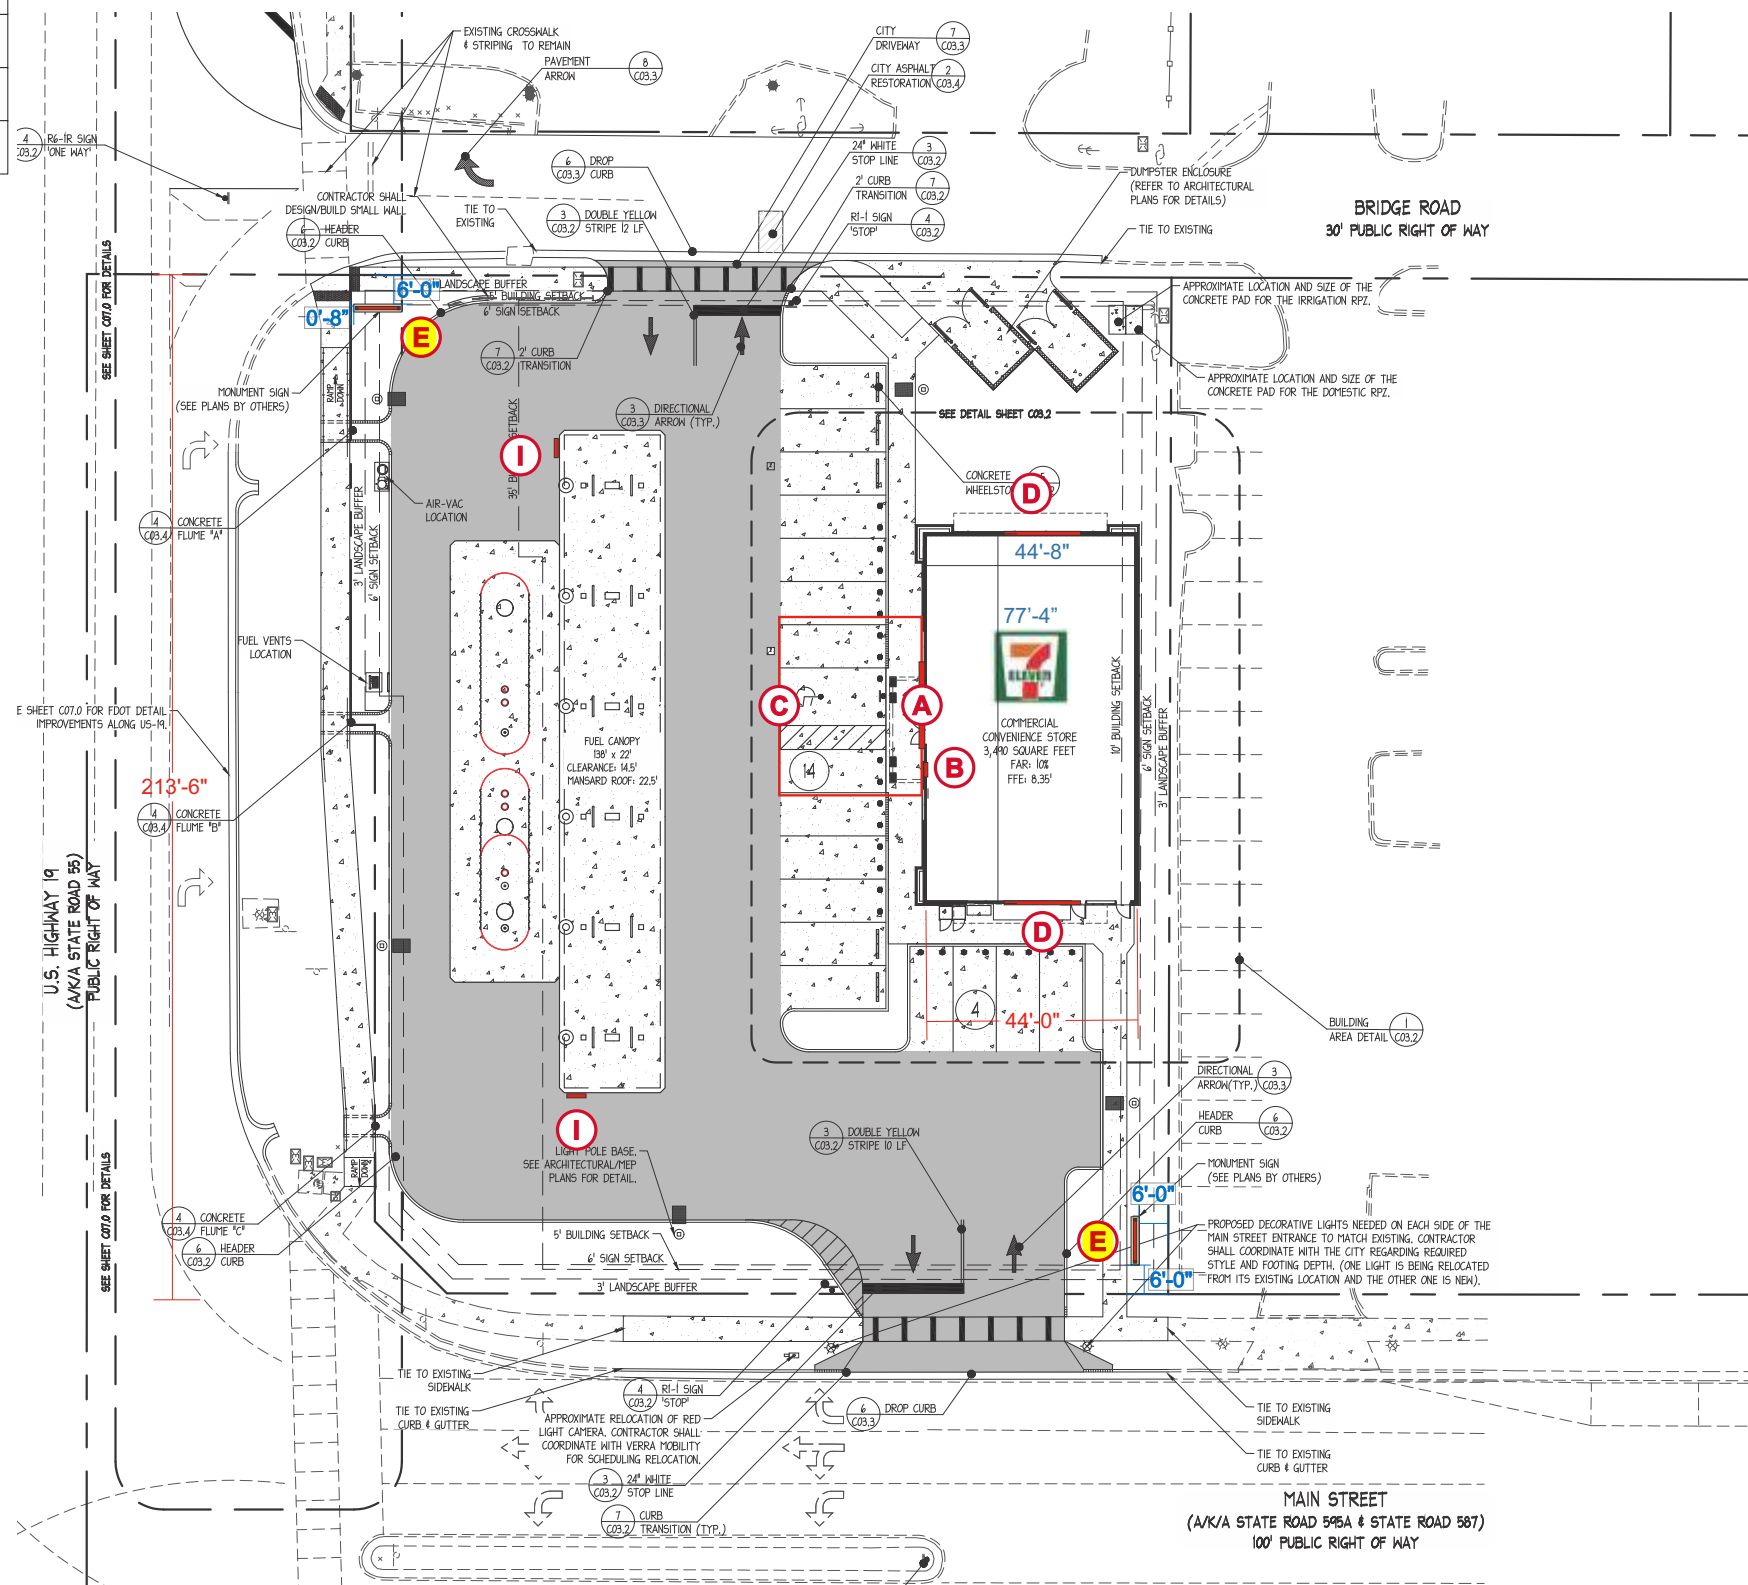 EXISTING CROSSWALK
& STRIPING TO REMAIN
PAVEMENT
ARROW
8
C03.3
CITY
DRIVEWAY
7
C03.3
CITY ASPHALT
RESTORATION
2
C03.4
4
C03.2
R6-1R SIGN
'ONE WAY'
6
C03.3
DROP
CURB
24" WHITE
STOP LINE
3
C03.2
2' CURB
TRANSITION
7
C03.2
R1-1 SIGN
'STOP'
4
C03.2
DUMPSTER ENCLOSURE
(REFER TO ARCHITECTURAL
PLANS FOR DETAILS)
BRIDGE ROAD
30' PUBLIC RIGHT OF WAY
CONTRACTOR SHALL
DESIGN/BUILD SMALL WALL
TIE TO
EXISTING
3
C03.2
DOUBLE YELLOW
STRIPE 12 LF
6
C03.2
HEADER
CURB
TIE TO EXISTING
SEE SHEET C07.0 FOR DETAILS
6'-0"
LANDSCAPE BUFFER
5' BUILDING SETBACK
6' SIGN SETBACK
0'-8"
E
APPROXIMATE LOCATION AND SIZE OF THE
CONCRETE PAD FOR THE IRRIGATION RPZ.
7
C03.2
2' CURB
TRANSITION
MONUMENT SIGN
(SEE PLANS BY OTHERS)
RAMP
DOWN
APPROXIMATE LOCATION AND SIZE OF THE
CONCRETE PAD FOR THE DOMESTIC RPZ.
3
C03.3
DIRECTIONAL
ARROW (TYP.)
SEE DETAIL SHEET C03.2
I
CONCRETE
D
AIR-VAC
LOCATION
3' LANDSCAPE BUFFER
6' SIGN SETBACK
4
C03.4
CONCRETE
FLUME "A"
44'-8"
77'-4"
7
ELEVEN
FUEL VENTS
LOCATION
E SHEET C07.0 FOR FDOT DETAIL
IMPROVEMENTS ALONG US-19.
C
A
B
COMMERCIAL
CONVENIENCE STORE
3,490 SQUARE FEET
FAR: 10%
FFE: 8.35'
10' BUILDING SETBACK
6' SIGN SETBACK
3' LANDSCAPE BUFFER
FUEL CANOPY
138' x 22'
CLEARANCE: 14.5'
MANSARD ROOF: 22.5'
14
213'-6"
4
C03.4
CONCRETE
FLUME "B"
U.S. HIGHWAY 19
(A/K/A STATE ROAD 55)
PUBLIC RIGHT OF WAY
D
4
44'-0"
BUILDING
AREA DETAIL
1
C03.2
DIRECTIONAL
ARROW(TYP.)
3
C03.3
HEADER
CURB
6
C03.2
I
LIGHT POLE BASE.
SEE ARCHITECTURAL/MEP
PLANS FOR DETAIL.
3
C03.2
DOUBLE YELLOW
STRIPE 10 LF
MONUMENT SIGN
(SEE PLANS BY OTHERS)
SEE SHEET C07.0 FOR DETAILS
RAMP
DOWN
6'-0"
4
C03.4
CONCRETE
FLUME "C"
6
C03.2
HEADER
CURB
5' BUILDING SETBACK
6' SIGN SETBACK
3' LANDSCAPE BUFFER
E
6'-0"
PROPOSED DECORATIVE LIGHTS NEEDED ON EACH SIDE OF THE
MAIN STREET ENTRANCE TO MATCH EXISTING. CONTRACTOR
SHALL COORDINATE WITH THE CITY REGARDING REQUIRED
STYLE AND FOOTING DEPTH. (ONE LIGHT IS BEING RELOCATED
FROM ITS EXISTING LOCATION AND THE OTHER ONE IS NEW).
TIE TO EXISTING
SIDEWALK
TIE TO EXISTING
CURB & GUTTER
4
C03.2
R1-1 SIGN
'STOP'
6
C03.3
DROP CURB
APPROXIMATE RELOCATION OF RED
LIGHT CAMERA. CONTRACTOR SHALL
COORDINATE WITH VERRA MOBILITY
FOR SCHEDULING RELOCATION.
3
C03.2
24" WHITE
STOP LINE
7
C03.2
CURB
TRANSITION (TYP.)
TIE TO EXISTING
SIDEWALK
TIE TO EXISTING
CURB & GUTTER
MAIN STREET
(A/K/A STATE ROAD 595A & STATE ROAD 587)
100' PUBLIC RIGHT OF WAY